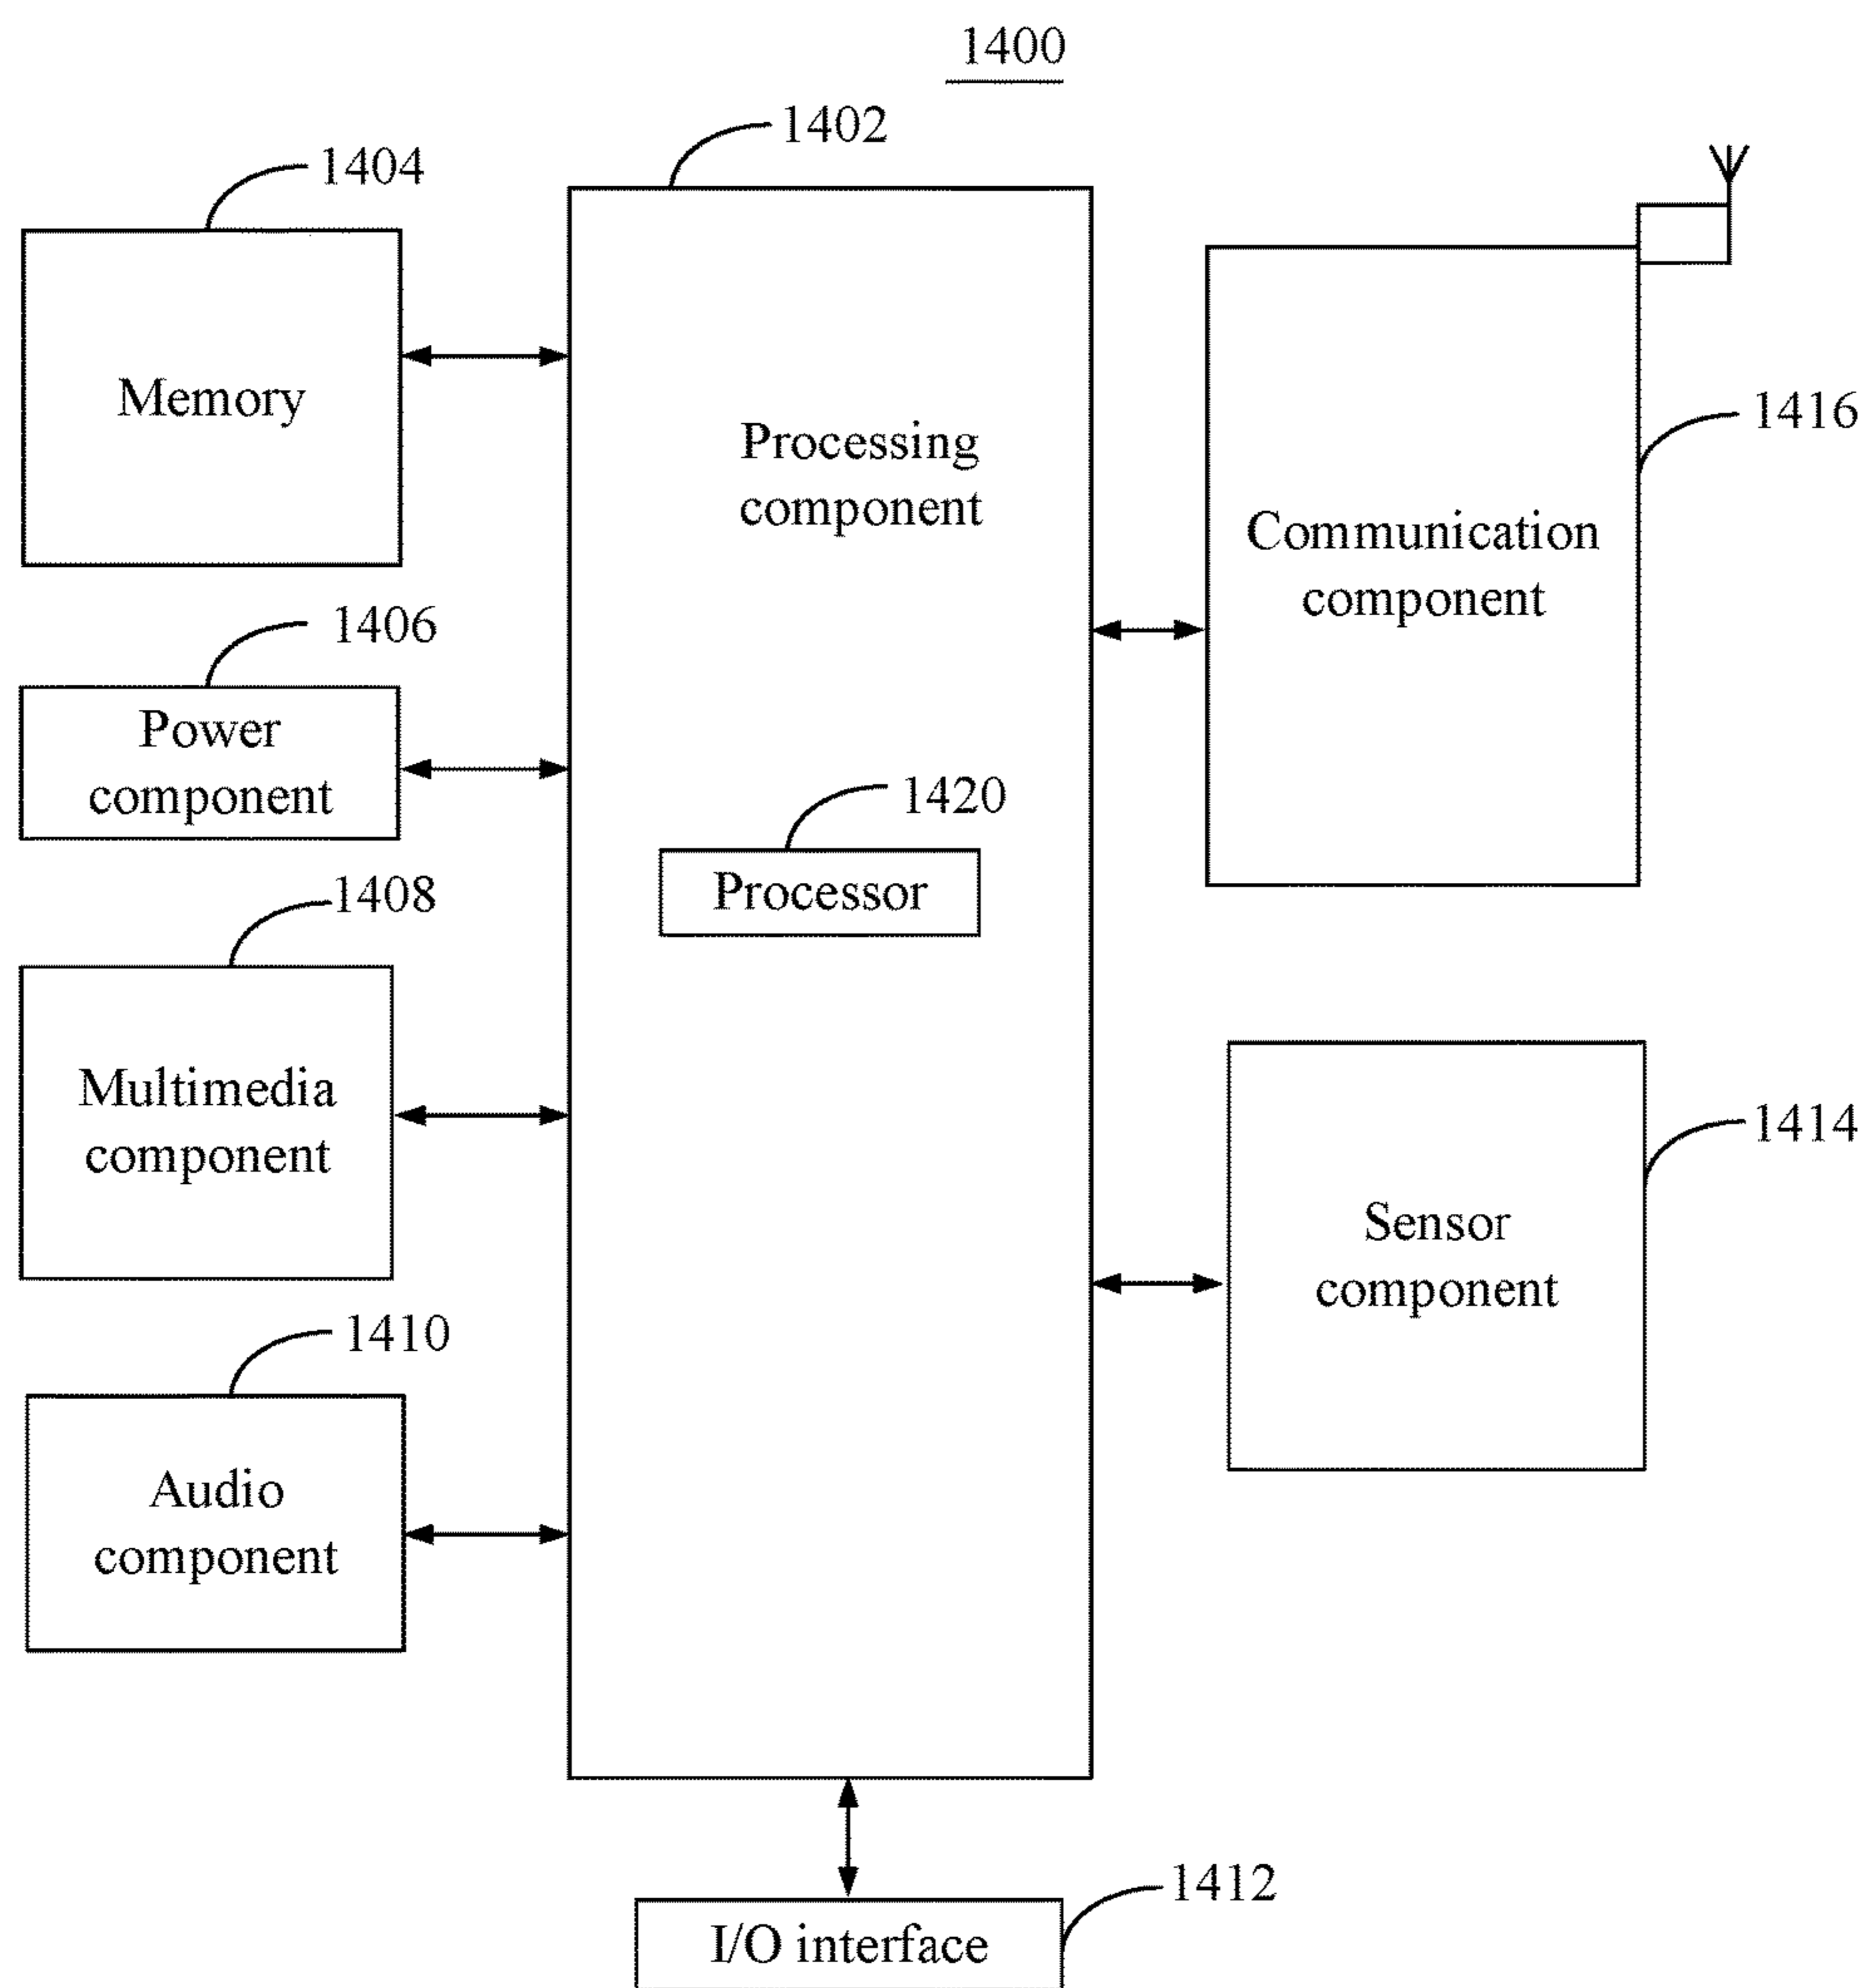 1400
1402
1404
Memory
Processing
component
1416
Communication
component
1406
Power
component
1420
Processor
1408
Multimedia
component
1414
Sensor
component
1410
Audio
component
1412
I/O interface